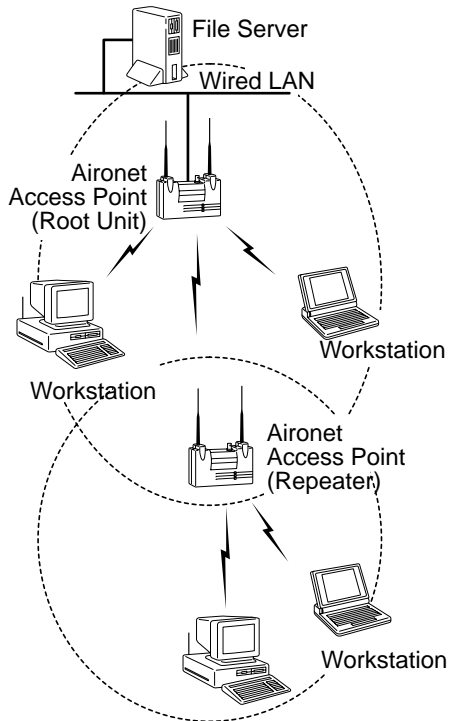 File Server
Wired LAN
Aironet
Access Point
(Root Unit)
Workstation
Workstation
Aironet
Access Point
(Repeater)
Workstation